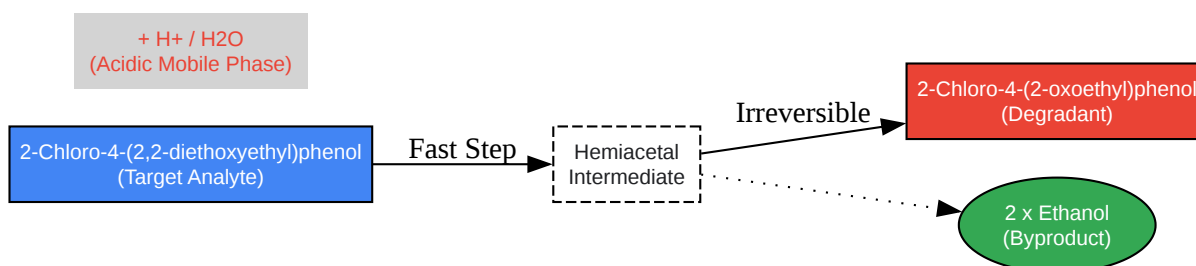 + H+ / H2O
(Acidic Mobile Phase)
2-Chloro-4-(2,2-diethoxyethyl)phenol
(Target Analyte)
Fast Step
Hemiacetal
Intermediate
Irreversible
2-Chloro-4-(2-oxoethyl)phenol
(Degradant)
2 x Ethanol
(Byproduct)